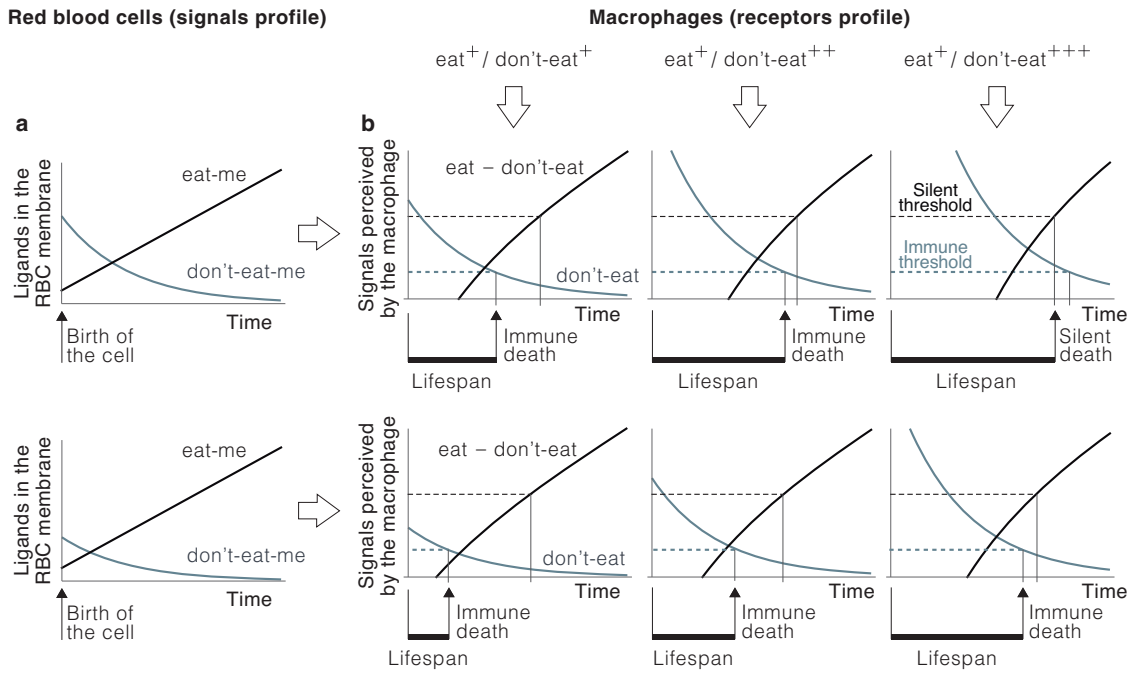 Red blood cells (signals profile)
Macrophages (receptors profile)
eat+ / don't-eat+
eat+ / don't-eat++
eat+ / don't-eat+++
a
b
Ligands in the
RBC membrane
eat-me
don't-eat-me
Time
Birth of
the cell
Signals perceived
by the macrophage
eat – don't-eat
don't-eat
Time
Immune
death
Lifespan
Time
Immune
death
Lifespan
Silent
threshold
Immune
threshold
Time
Silent
death
Lifespan
Ligands in the
RBC membrane
eat-me
don't-eat-me
Time
Birth of
the cell
Signals perceived
by the macrophage
eat – don't-eat
don't-eat
Time
Immune
death
Lifespan
Time
Immune
death
Lifespan
Time
Immune
death
Lifespan